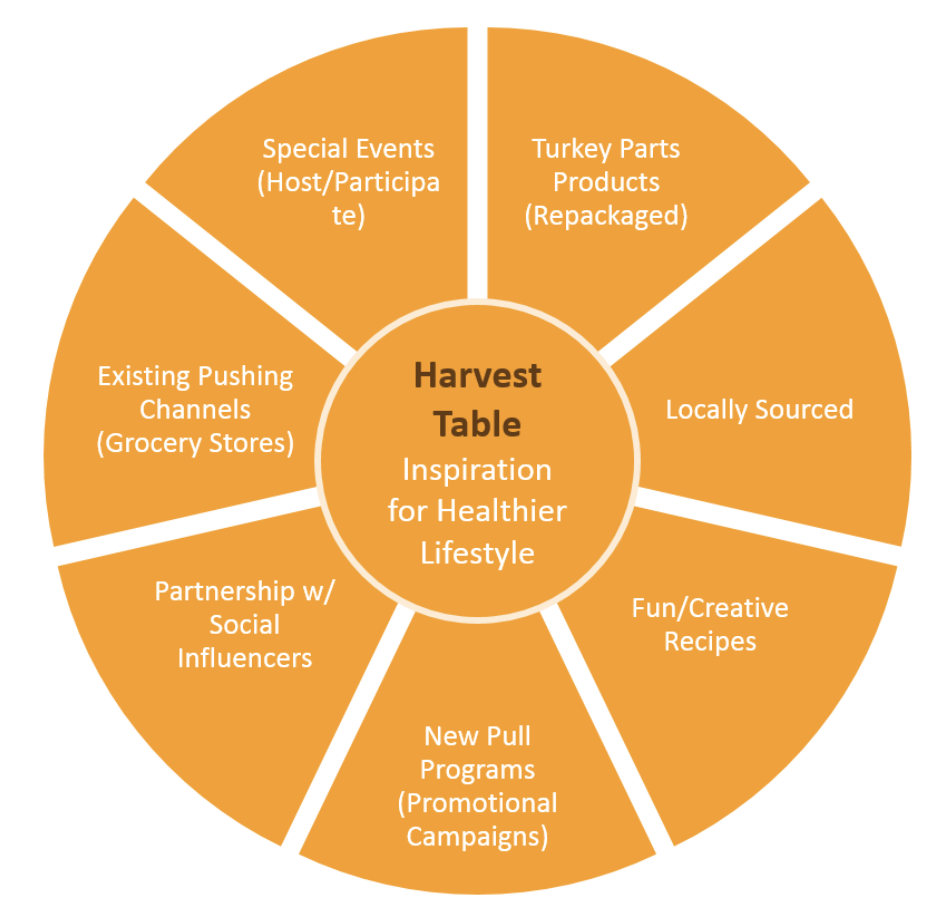 Special Events
(Host/Participa
te)
Turkey Parts
Products
(Repackaged)
Existing Pushing
Channels
(Grocery Stores)
Harvest
Table
Inspiration
for Healthier
Lifestyle
Locally Sourced
Partnership w/
Social
Influencers
Fun/Creative
Recipes
New Pull
Programs
(Promotional
Campaigns)